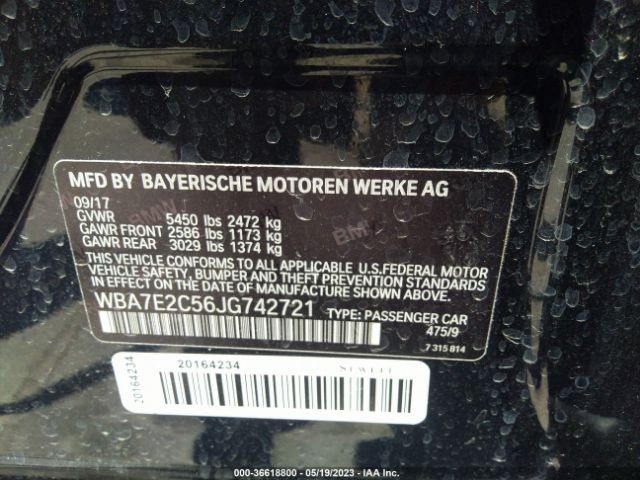 MFD BY BAYERISCHE MOTOREN WERKE AG
09/17
GVWR 5450 lbs 2472 kg
GAWR FRONT 2586 lbs 1173 kg
GAWR REAR 3029 lbs 1374 kg
THIS VEHICLE CONFORMS TO ALL APPLICABLE U.S.FEDERAL MOTOR
VEHICLE SAFETY, BUMPER AND THEFT PREVENTION STANDARDS
IN EFFECT ON THE DATE OF MANUFACTURE SHOWN ABOVE.
WBA7E2C56JG742721 TYPE: PASSENGER CAR
475/9
7 315 814
20164234
20164234
000-36618800 - 05/19/2023 - IAA Inc.